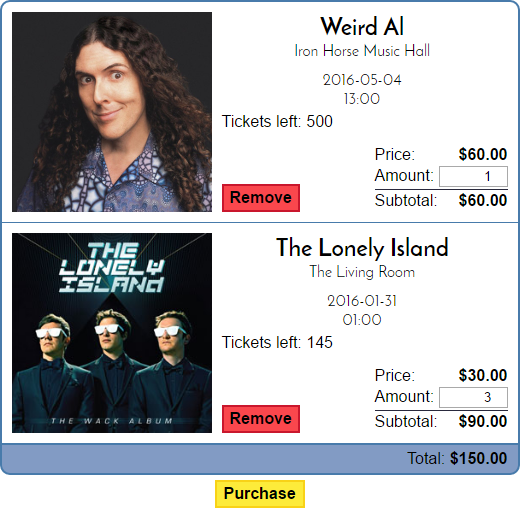 Weird Al
Iron Horse Music Hall
2016-05-04
13:00
Tickets left: 500
Price: $60.00
Amount: 1
Remove
Subtotal: $60.00
THE
LONELY
ISLAND
THE WACK ALBUM
The Lonely Island
The Living Room
2016-01-31
01:00
Tickets left: 145
Price: $30.00
Amount: 3
Remove
Subtotal: $90.00
Total: $150.00
Purchase